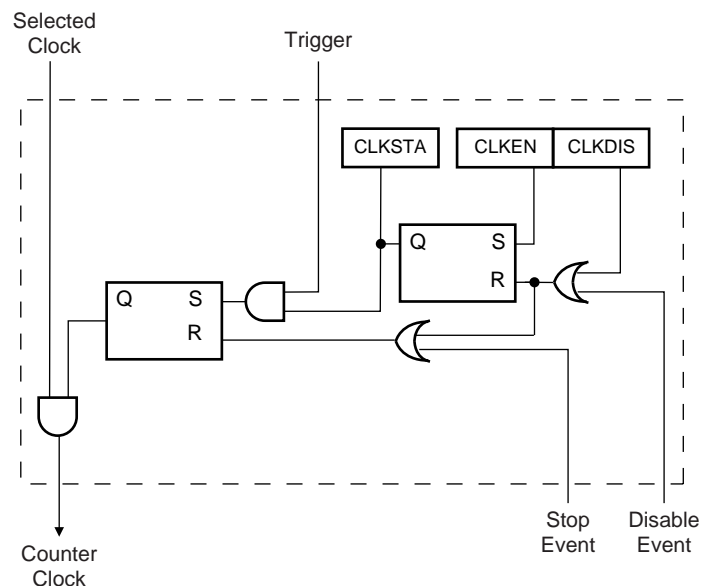 Selected
Clock
Trigger
CLKSTA
CLKEN
CLKDIS
Q
S
R
Q
S
R
Stop
Event
Disable
Event
Counter
Clock